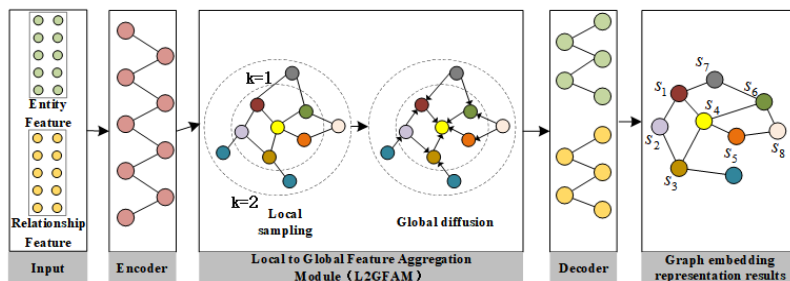 Entity
Feature
Relationship
Feature
Input
Encoder
k=1
k=2
Local
sampling
Global diffusion
Local to Global Feature Aggregation
Module（L2GFAM）
Decoder
S7
S1
S6
S4
S2
S5
S8
S3
Graph embedding
representation results